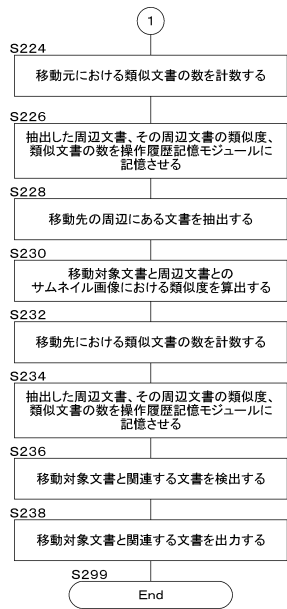 1
S224
移動元における類似文書の数を計数する
S226
抽出した周辺文書、その周辺文書の類似度、
類似文書の数を操作履歴記憶モジュールに
記憶させる
S228
移動先の周辺にある文書を抽出する
S230
移動対象文書と周辺文書との
サムネイル画像における類似度を算出する
S232
移動先における類似文書の数を計数する
S234
抽出した周辺文書、その周辺文書の類似度、
類似文書の数を操作履歴記憶モジュールに
記憶させる
S236
移動対象文書と関連する文書を検出する
S238
移動対象文書と関連する文書を出力する
S299
End